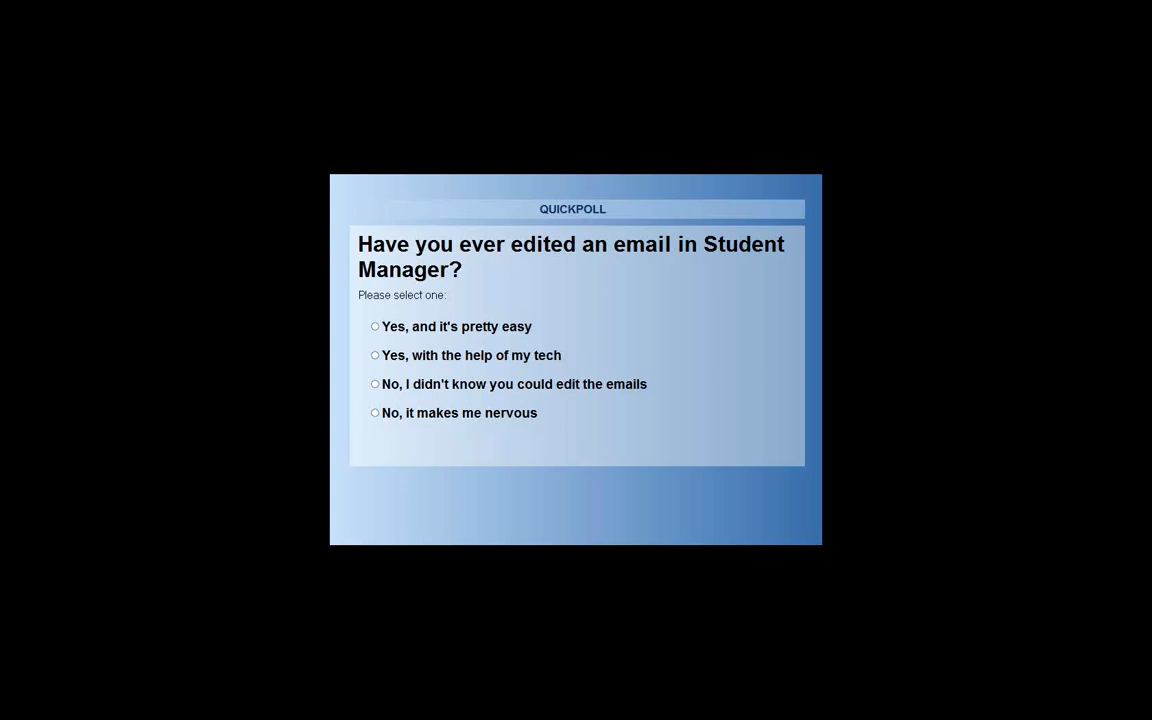 QUICKPOLL
Have you ever edited an email in Student
Manager?
Please select one:
Yes, and it's pretty easy
Yes, with the help of my tech
No, I didn't know you could edit the emails
No, it makes me nervous